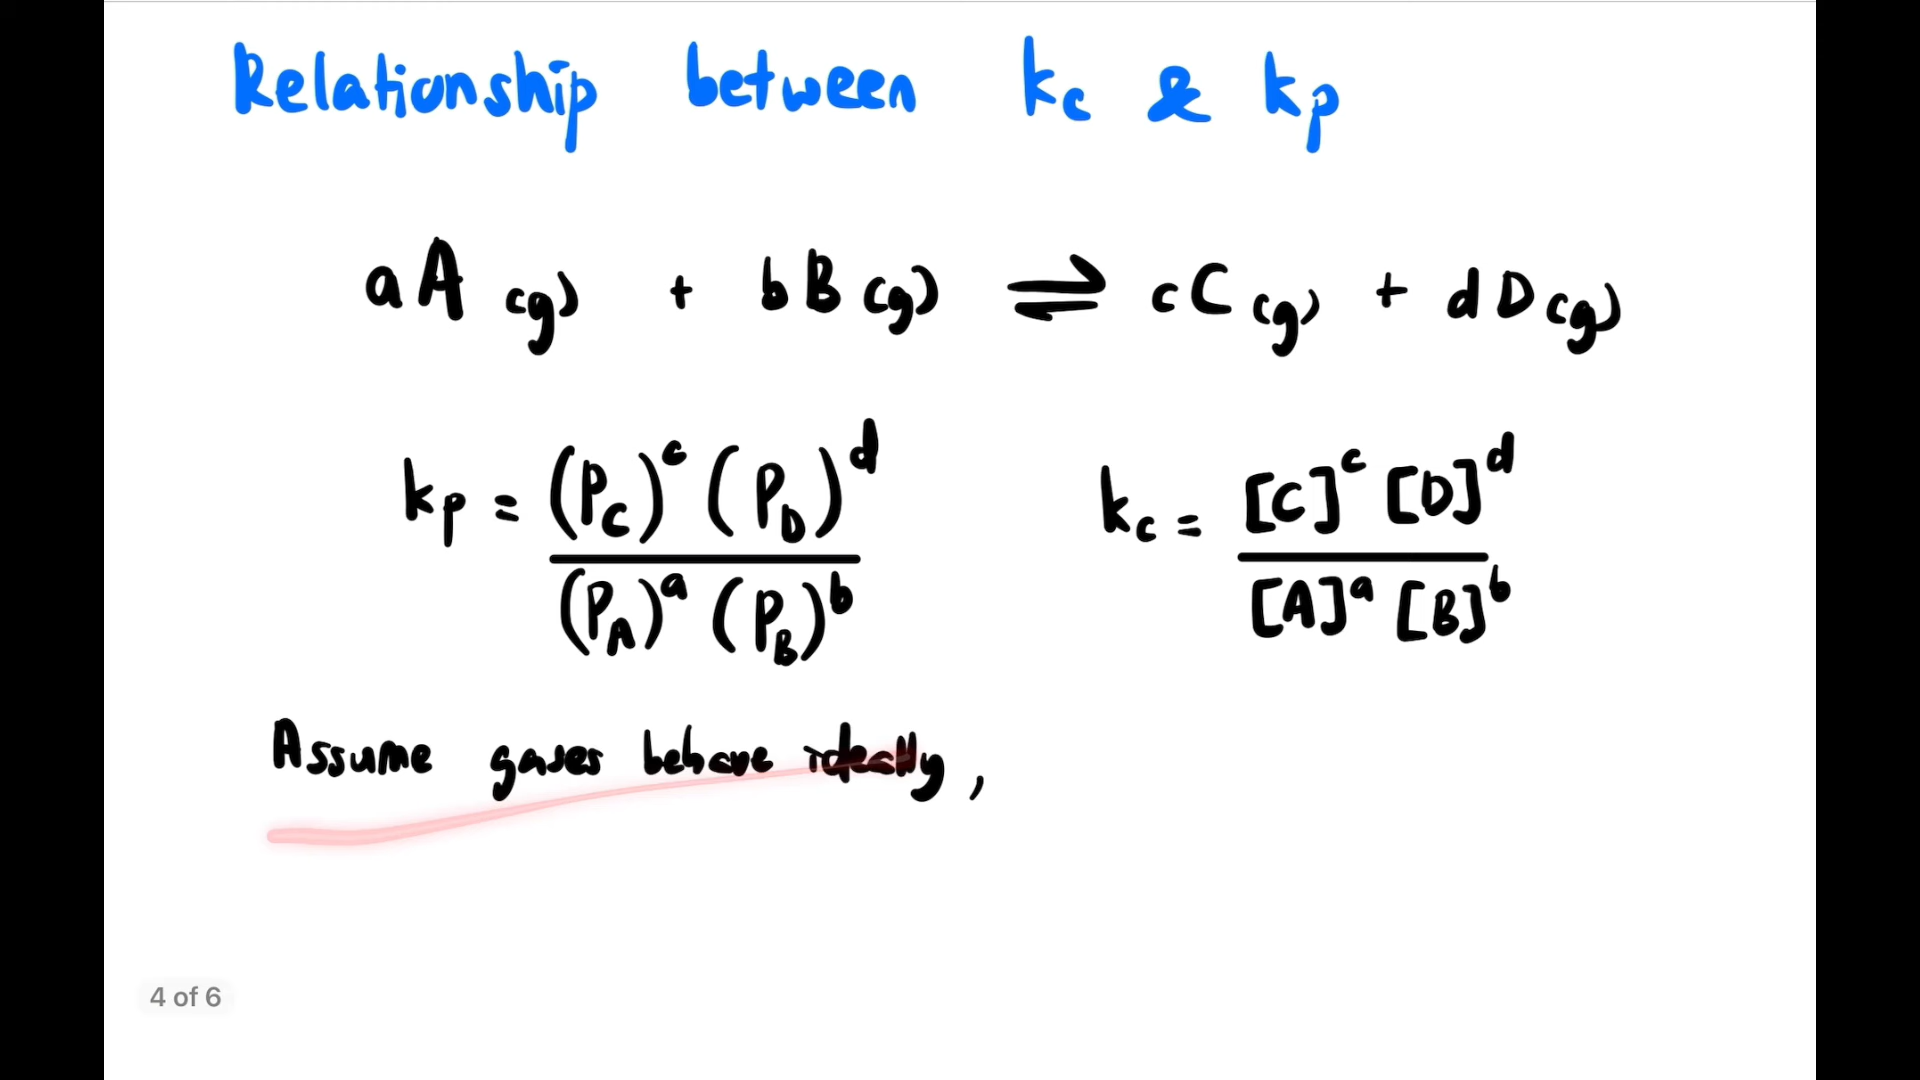 Relationship between kc & kp
aA (g) + bB (g) ⇌ cC (g) + dD (g)
kp = (PC)^c (PD)^d / (PA)^a (PB)^b
kc = [C]^c [D]^d / [A]^a [B]^b
Assume gases behave ideally,
4 of 6